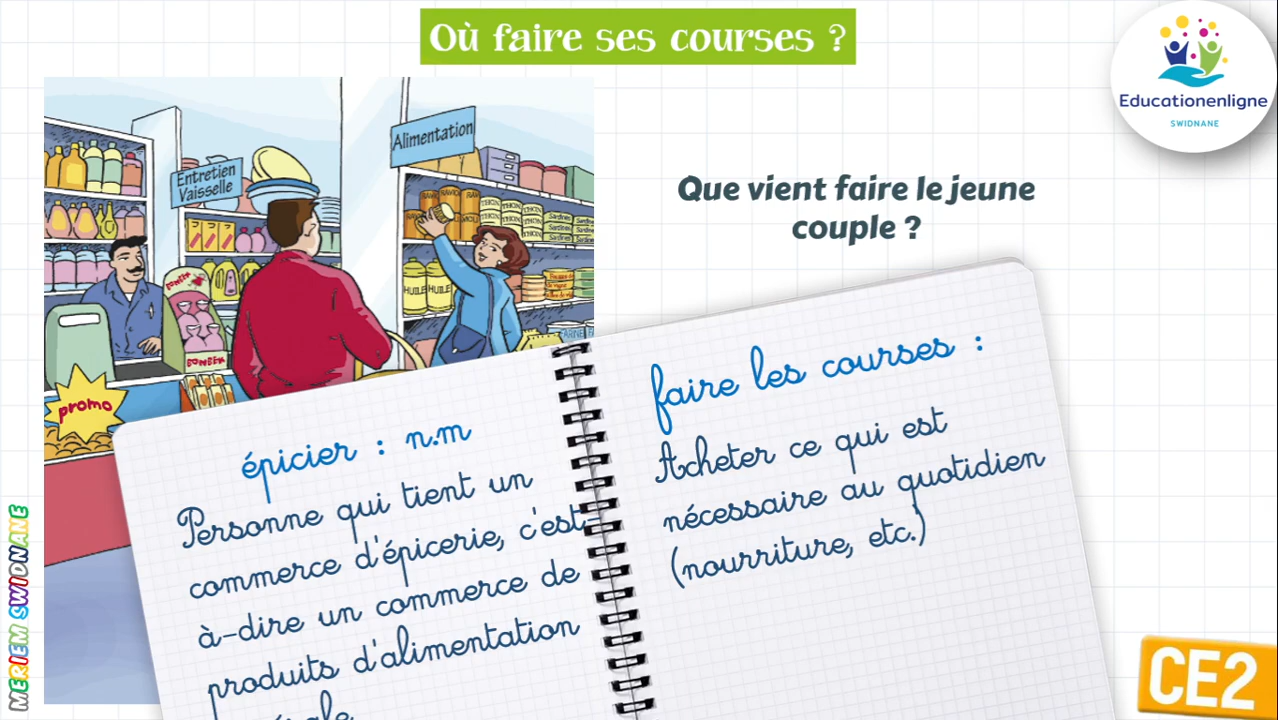 Où faire ses courses ?
Educationenligne
SWIDNANE
Alimentation
Entretien
Vaisselle
Que vient faire le jeune
couple ?
HUILE HUILE
BONBEK
promo
épicier : n.m
Personne qui tient un
commerce d'épicerie, c'est-
à-dire un commerce de
produits d'alimentation
faire les courses :
Acheter ce qui est
nécessaire au quotidien
(nourriture, etc.)
MERIEM SWIDNANE
CE2